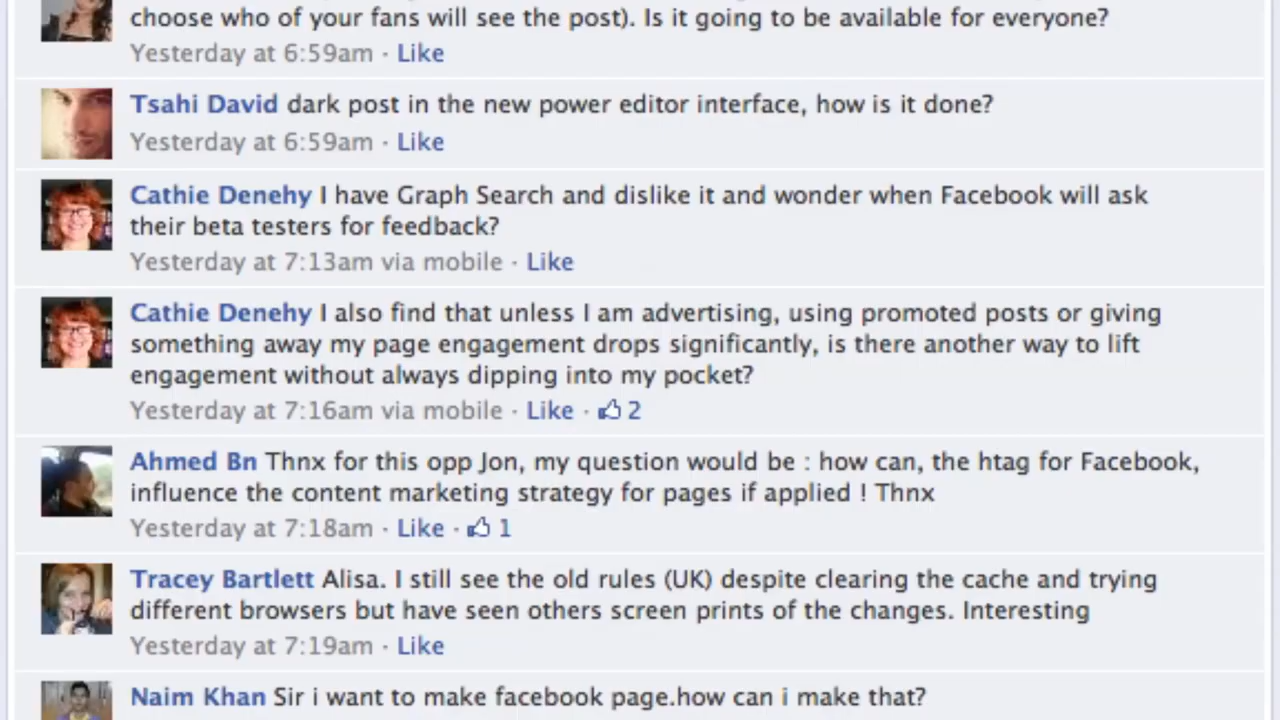 choose who of your fans will see the post). Is it going to be available for everyone?
Yesterday at 6:59am · Like
Tsahi David dark post in the new power editor interface, how is it done?
Yesterday at 6:59am · Like
Cathie Denehy I have Graph Search and dislike it and wonder when Facebook will ask
their beta testers for feedback?
Yesterday at 7:13am via mobile · Like
Cathie Denehy I also find that unless I am advertising, using promoted posts or giving
something away my page engagement drops significantly, is there another way to lift
engagement without always dipping into my pocket?
Yesterday at 7:16am via mobile · Like · 2
Ahmed Bn Thnx for this opp Jon, my question would be : how can, the htag for Facebook,
influence the content marketing strategy for pages if applied ! Thnx
Yesterday at 7:18am · Like · 1
Tracey Bartlett Alisa. I still see the old rules (UK) despite clearing the cache and trying
different browsers but have seen others screen prints of the changes. Interesting
Yesterday at 7:19am · Like
Naim Khan Sir i want to make facebook page.how can i make that?